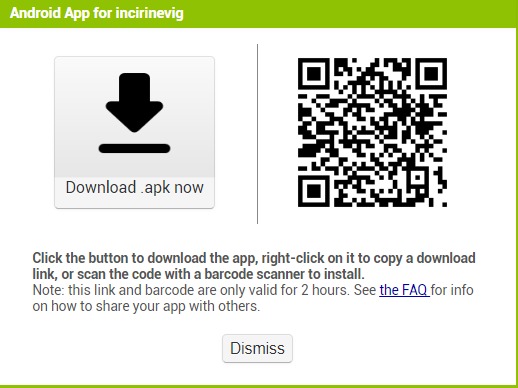 Android App for incirinevig
Download .apk now
Click the button to download the app, right-click on it to copy a download
link, or scan the code with a barcode scanner to install.
Note: this link and barcode are only valid for 2 hours. See the FAQ for info
on how to share your app with others.
Dismiss